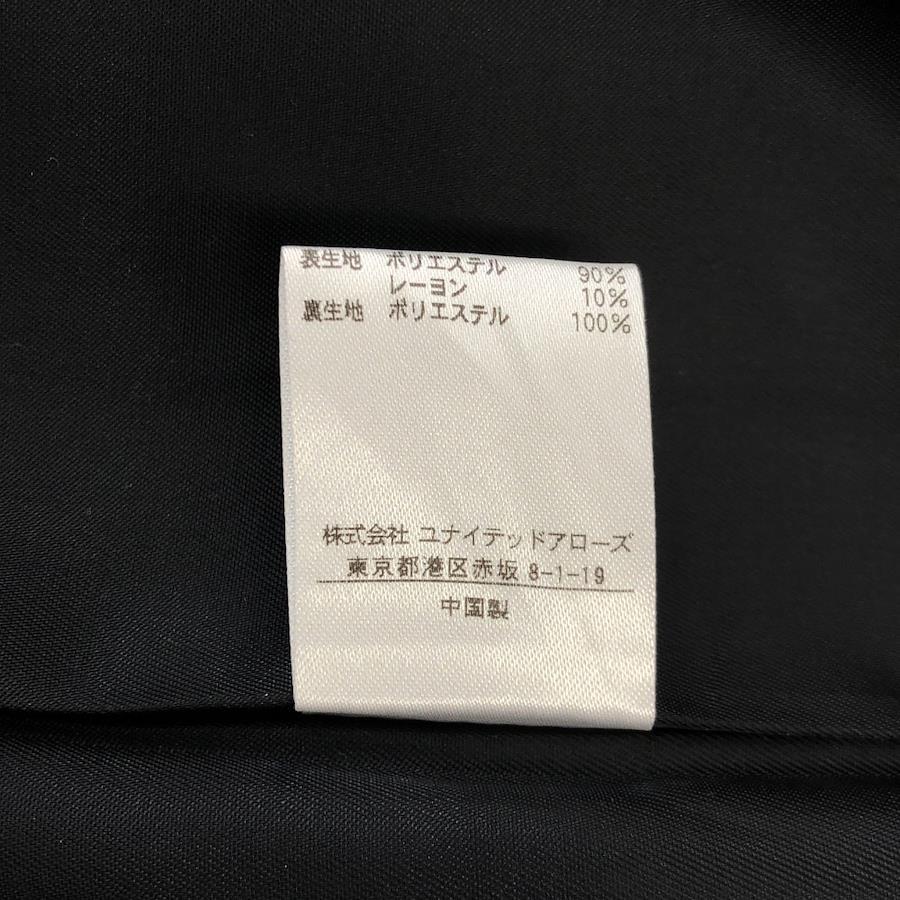 表生地 ポリエステル 90%
レーヨン 10%
裏生地 ポリエステル 100%
株式会社 ユナイテッドアローズ
東京都港区赤坂 8-1-19
中国製